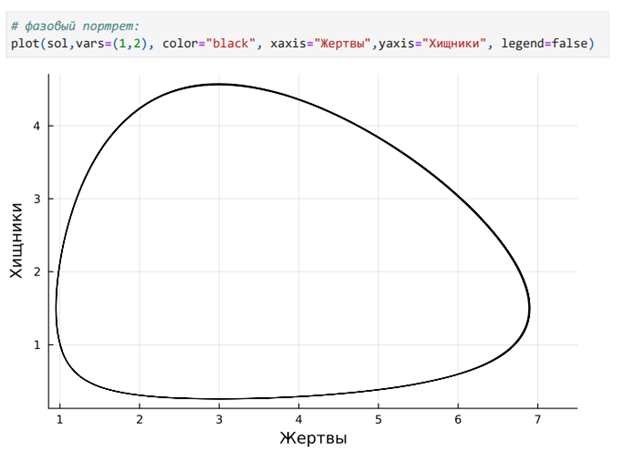 # фазовый портрет:
plot(sol,vars=(1,2), color="black", xaxis="Жертвы",yaxis="Хищники", legend=false)
4
3
2
1
Хищники
1 2 3 4 5 6 7
Жертвы